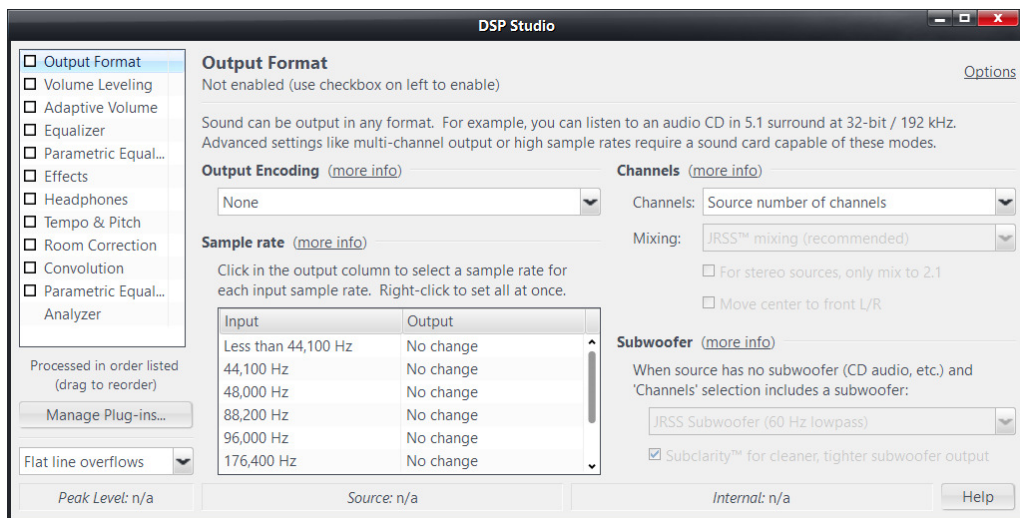 DSP Studio
Output Format
Volume Leveling
Adaptive Volume
Equalizer
Parametric Equal...
Effects
Headphones
Tempo & Pitch
Room Correction
Convolution
Parametric Equal...
Analyzer
Processed in order listed
(drag to reorder)
Manage Plug-ins...
Flat line overflows
Output Format
Not enabled (use checkbox on left to enable)
Options
Sound can be output in any format. For example, you can listen to an audio CD in 5.1 surround at 32-bit / 192 kHz.
Advanced settings like multi-channel output or high sample rates require a sound card capable of these modes.
Output Encoding (more info)
None
Sample rate (more info)
Click in the output column to select a sample rate for
each input sample rate. Right-click to set all at once.
Input Output
Less than 44,100 Hz No change
44,100 Hz No change
48,000 Hz No change
88,200 Hz No change
96,000 Hz No change
176,400 Hz No change
Channels (more info)
Channels: Source number of channels
Mixing: JRSS™ mixing (recommended)
For stereo sources, only mix to 2.1
Move center to front L/R
Subwoofer (more info)
When source has no subwoofer (CD audio, etc.) and
'Channels' selection includes a subwoofer:
JRSS Subwoofer (60 Hz lowpass)
Subclarity™ for cleaner, tighter subwoofer output
Peak Level: n/a
Source: n/a
Internal: n/a
Help